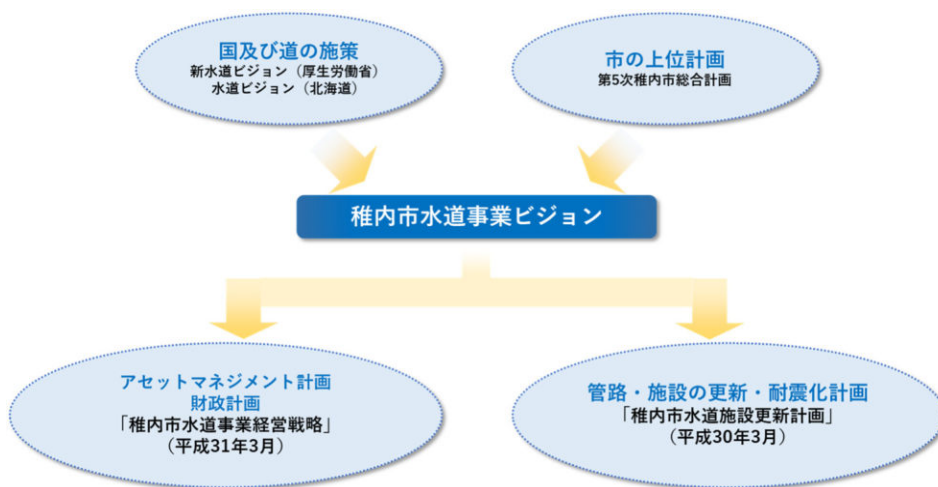 国及び道の施策
新水道ビジョン（厚生労働省）
水道ビジョン（北海道）
市の上位計画
第5次稚内市総合計画
稚内市水道事業ビジョン
アセットマネジメント計画
財政計画
「稚内市水道事業経営戦略」
（平成31年3月）
管路・施設の更新・耐震化計画
「稚内市水道施設更新計画」
（平成30年3月）